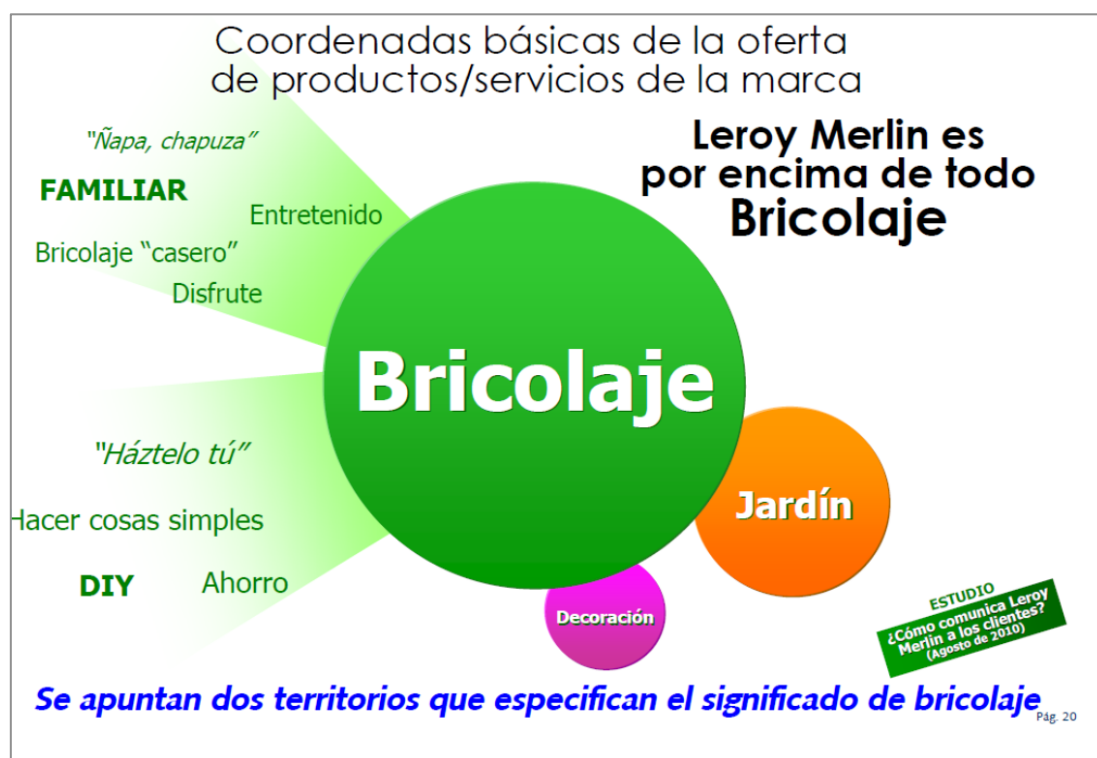 Coordenadas básicas de la oferta
de productos/servicios de la marca
Leroy Merlin es
por encima de todo
Bricolaje
"Ñapa, chapuza"
FAMILIAR
Entretenido
Bricolaje "casero"
Disfrute
Bricolaje
"Háztelo tú"
Hacer cosas simples
DIY
Ahorro
Jardín
Decoración
ESTUDIO
¿Cómo comunica Leroy
Merlin a los clientes?
(Agosto de 2010)
Se apuntan dos territorios que especifican el significado de bricolaje
Pág. 20